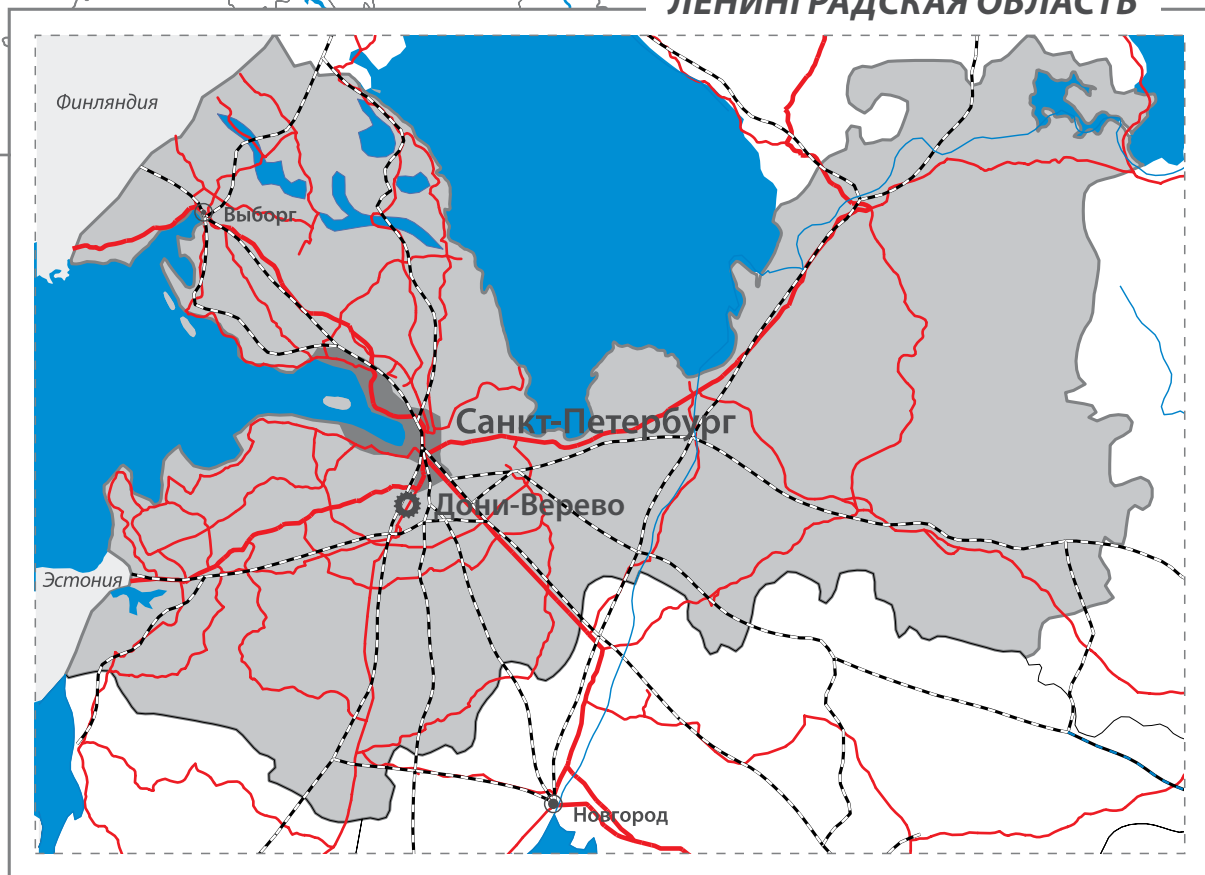 ЛЕНИНГРАДСКАЯ ОБЛАСТЬ
Финляндия
Выборг
Санкт-Петербург
Дони-Верево
Эстония
Новгород